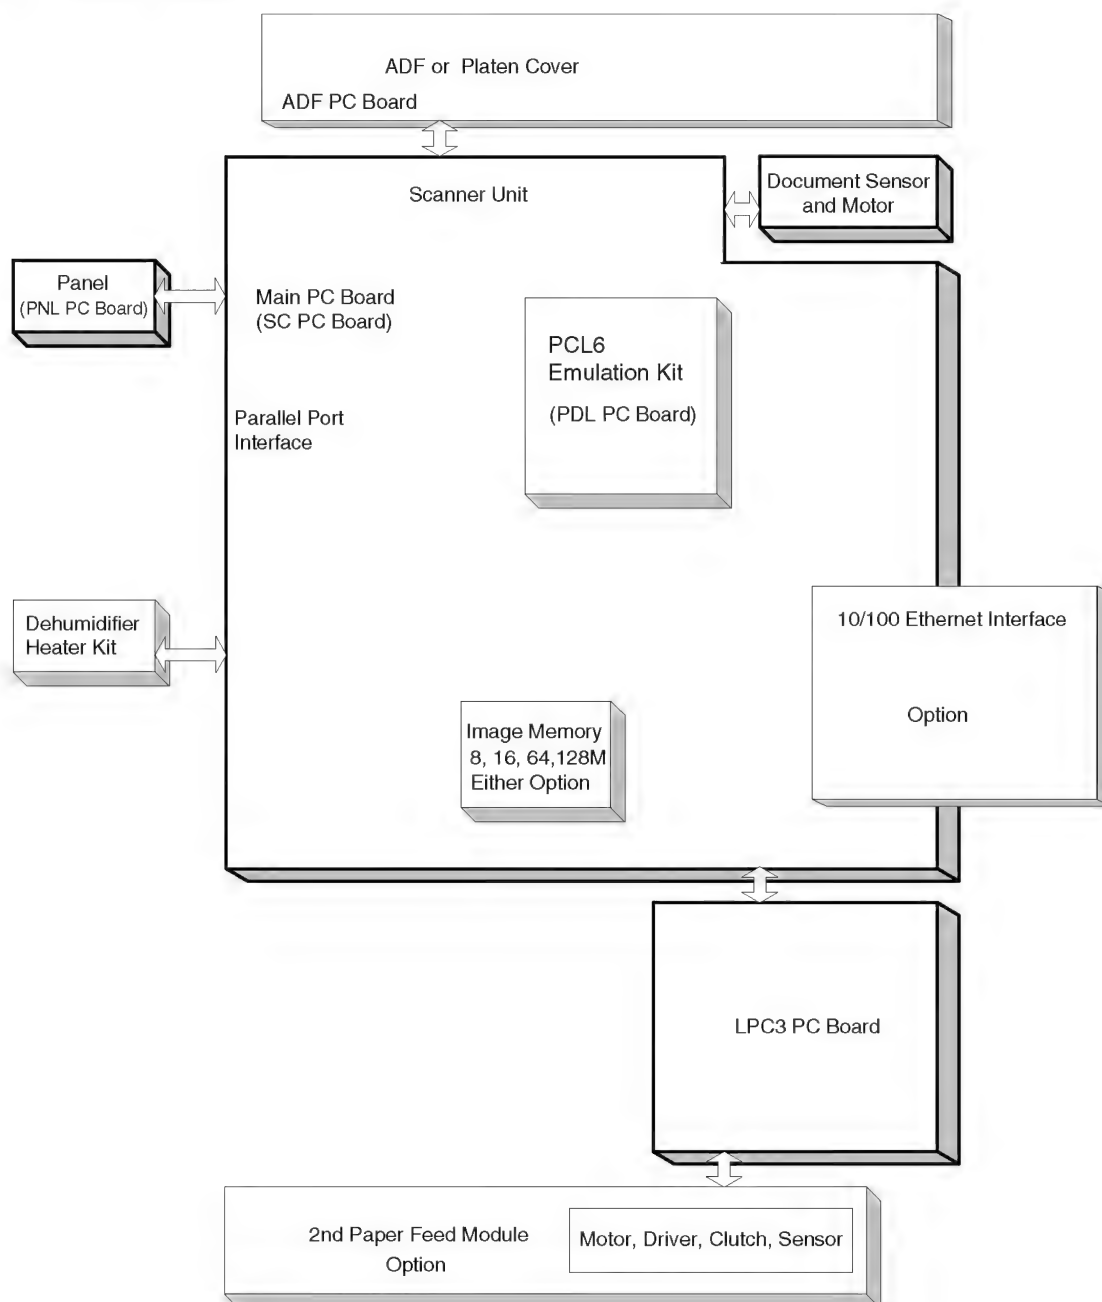 ADF or Platen Cover
ADF PC Board
Scanner Unit
Document Sensor
and Motor
Panel
(PNL PC Board)
Main PC Board
(SC PC Board)
PCL6
Emulation Kit
(PDL PC Board)
Parallel Port
Interface
Dehumidifier
Heater Kit
10/100 Ethernet Interface
Option
Image Memory
8, 16, 64,128M
Either Option
LPC3 PC Board
2nd Paper Feed Module
Option
Motor, Driver, Clutch, Sensor